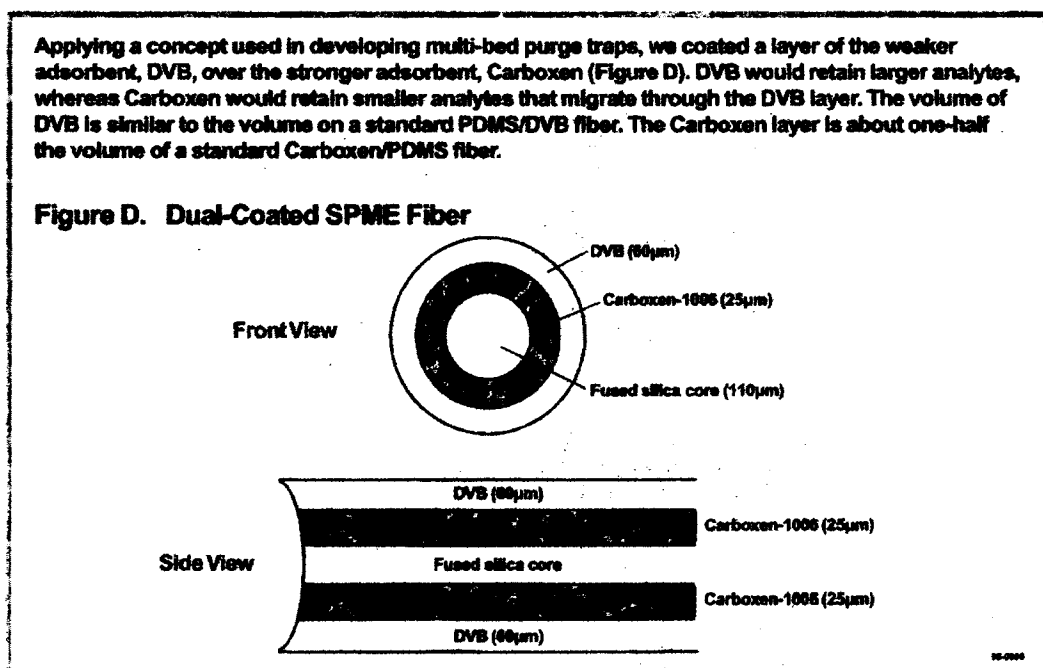 Applying a concept used in developing multi-bed purge traps, we coated a layer of the weaker
adsorbent, DVB, over the stronger adsorbent, Carboxen (Figure D). DVB would retain larger analytes,
whereas Carboxen would retain smaller analytes that migrate through the DVB layer. The volume of
DVB is similar to the volume on a standard PDMS/DVB fiber. The Carboxen layer is about one-half
the volume of a standard Carboxen/PDMS fiber.
Figure D. Dual-Coated SPME Fiber
DVB
Carboxen-1006 (25µm)
Front View
Fused silica core (110µm)
DVB
Carboxen-1006 (25µm)
Side View
Fused silica core
Carboxen-1006 (25µm)
DVB